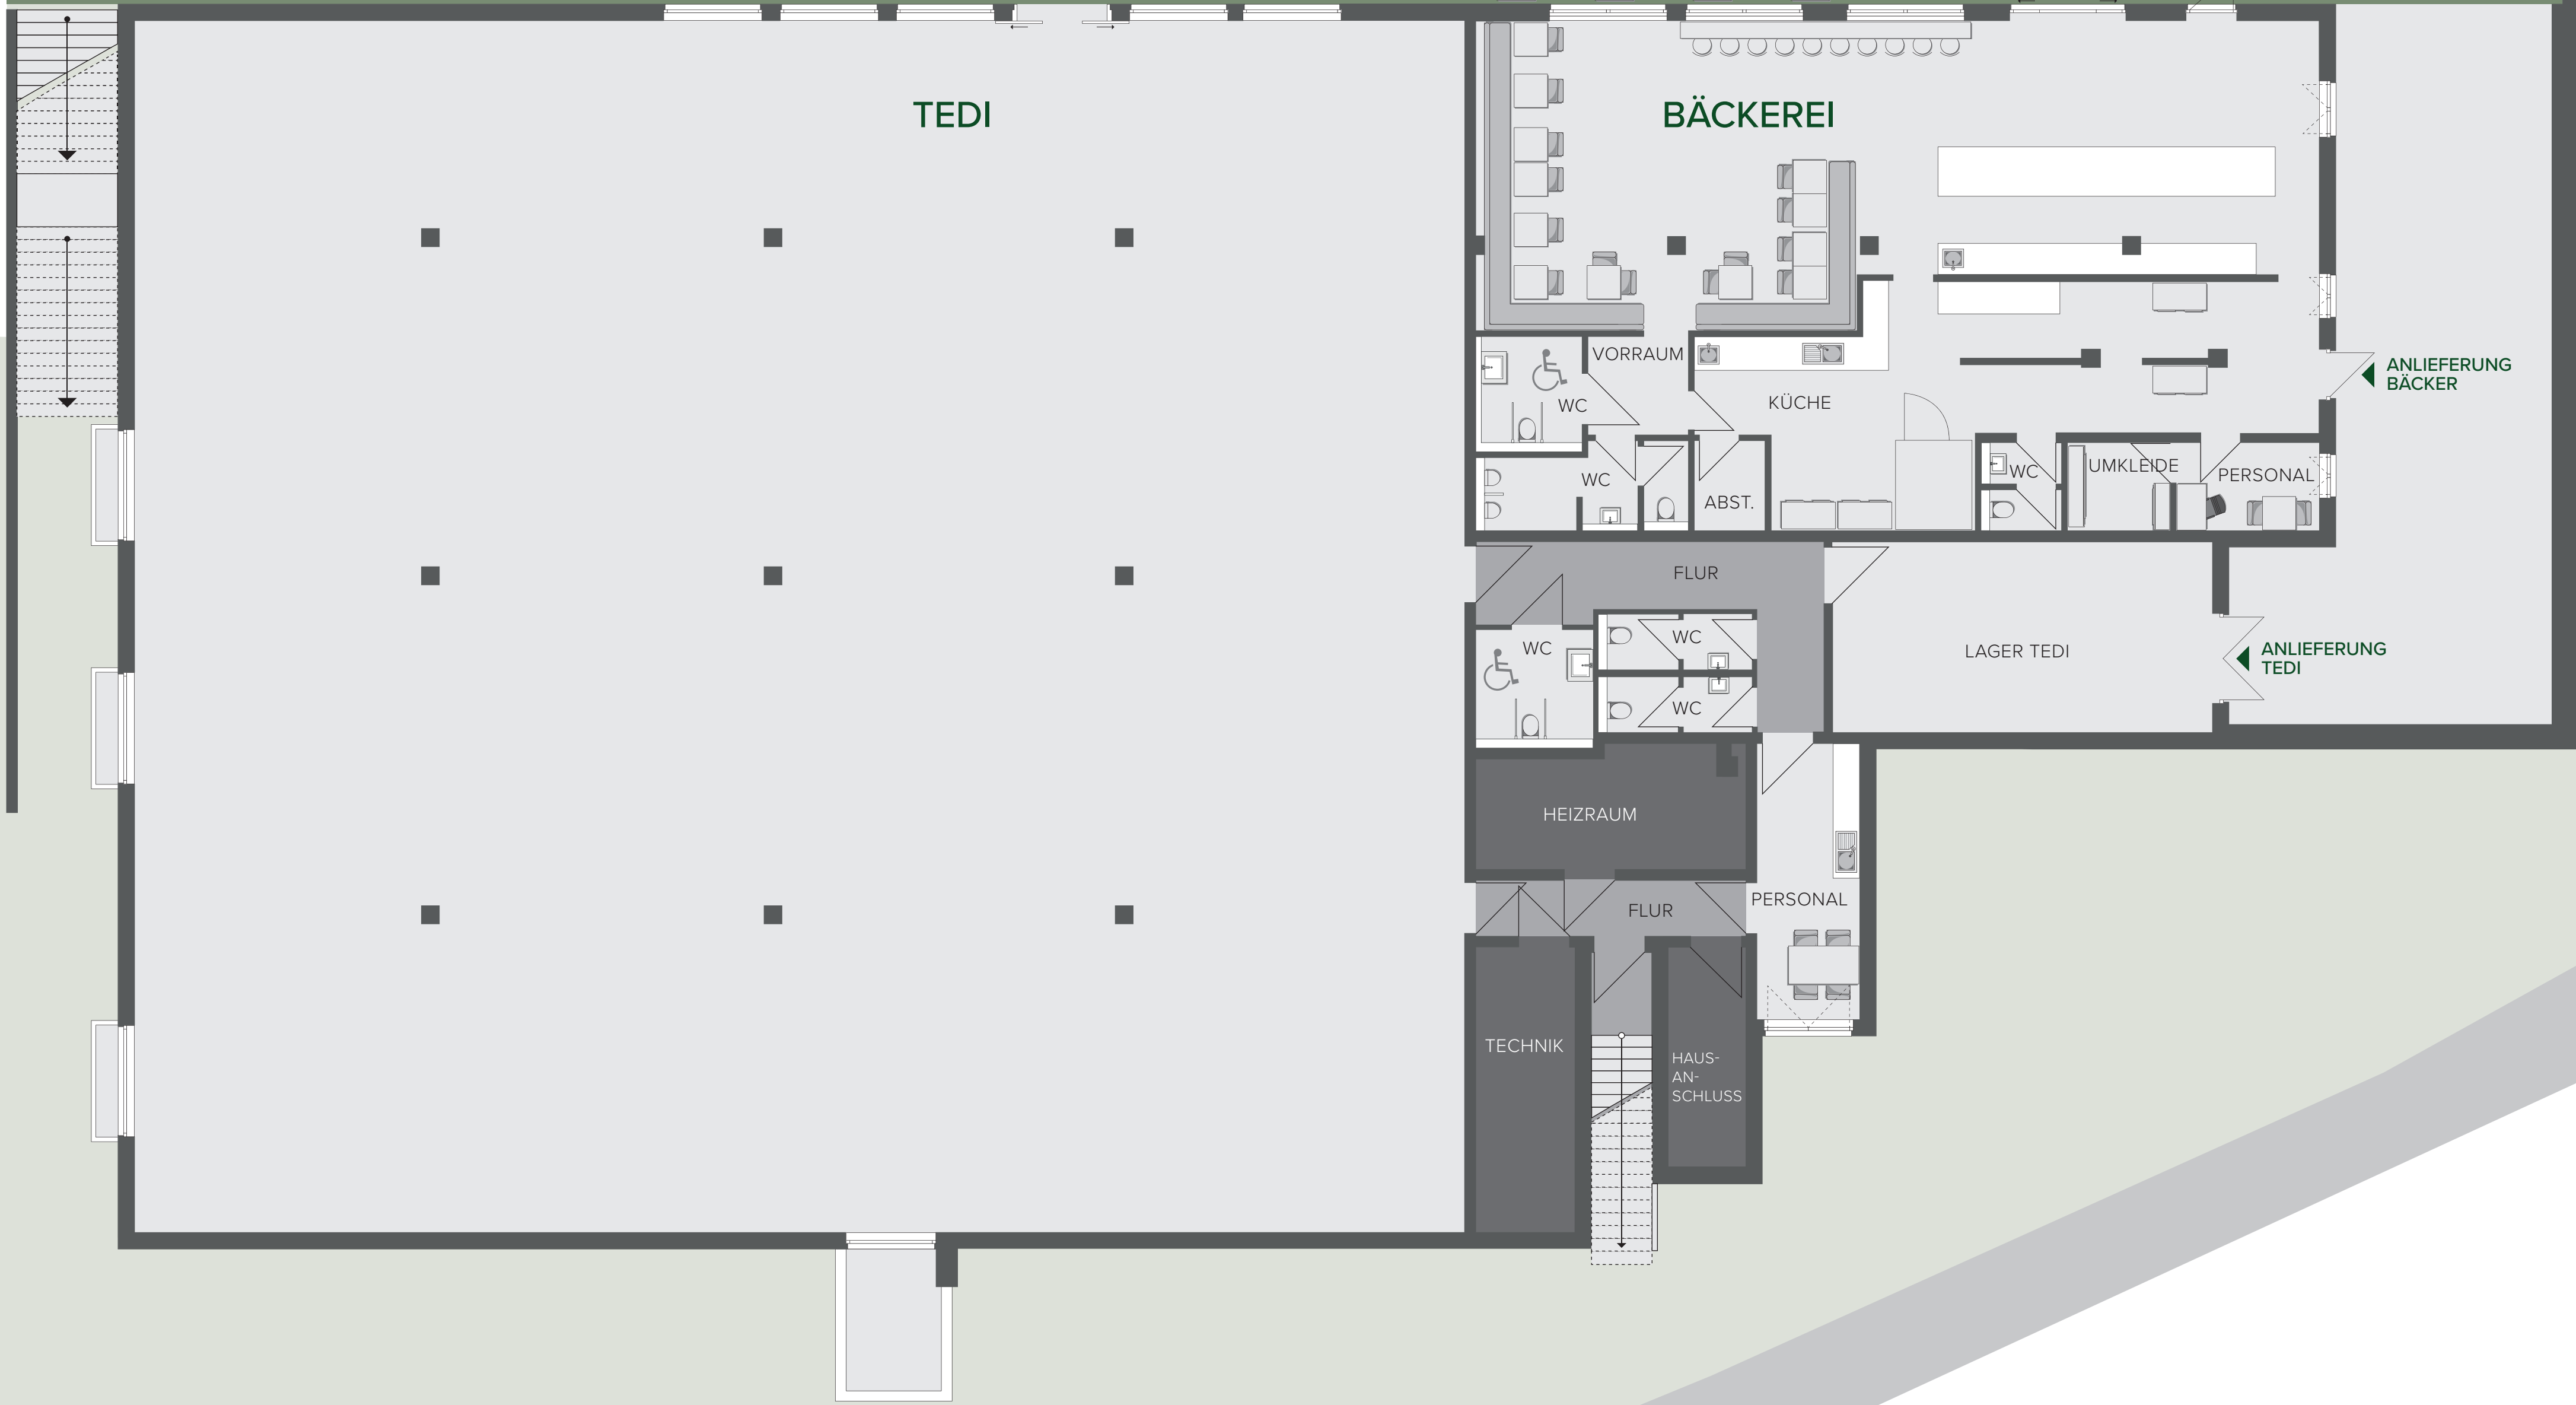 TEDI
BÄCKEREI
VORRAUM
WC
KÜCHE
ANLIEFERUNG
BÄCKER
WC
ABST.
WC
UMKLEIDE
PERSONAL
FLUR
WC
WC
WC
LAGER TEDI
ANLIEFERUNG
TEDI
HEIZRAUM
FLUR
PERSONAL
TECHNIK
HAUS-
AN-
SCHLUSS